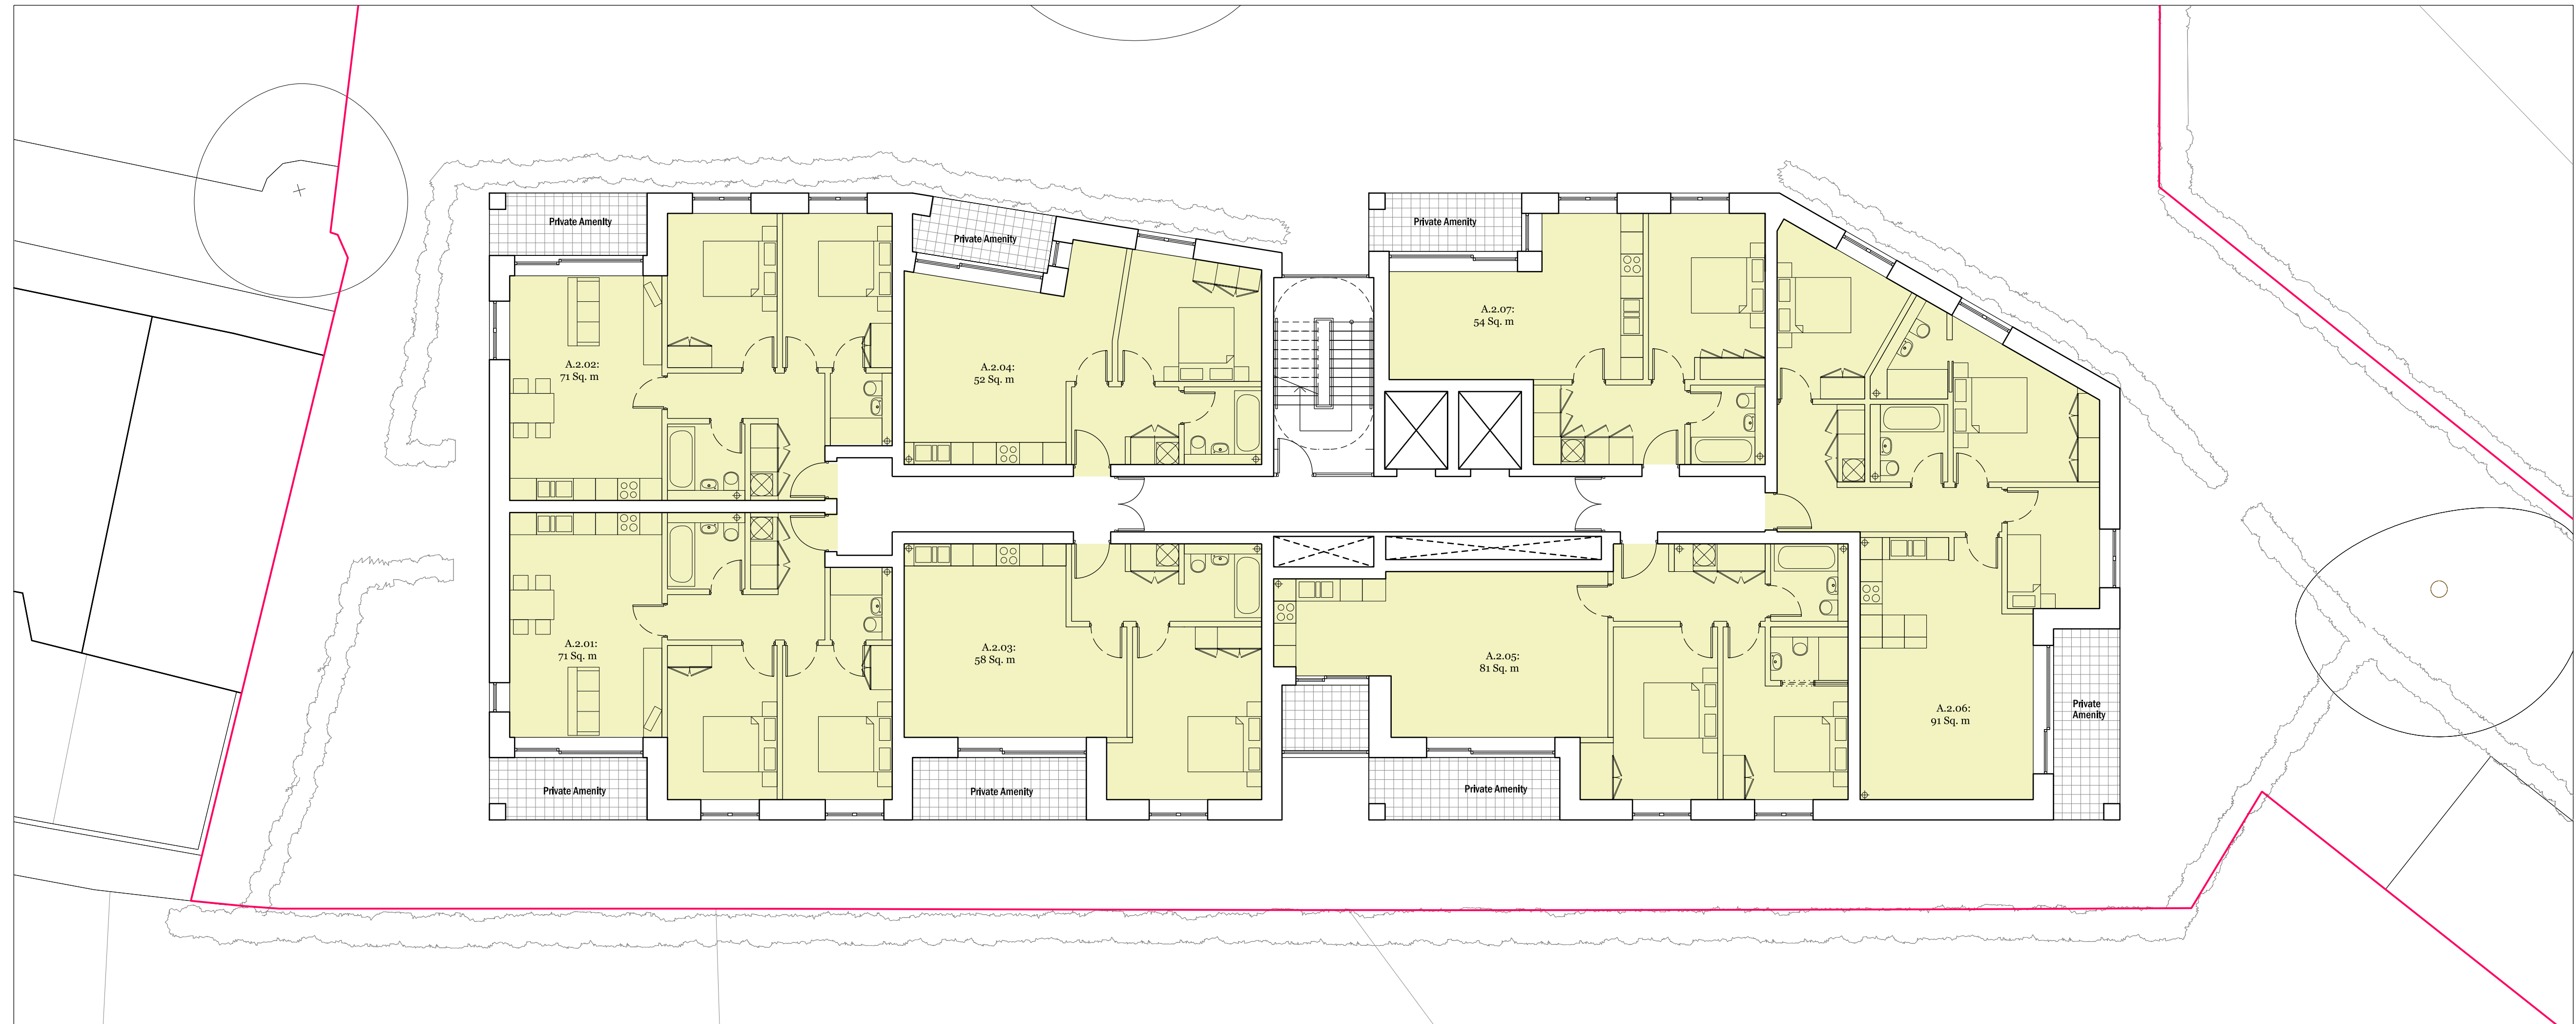 Private Amenity
Private Amenity
Private Amenity
A.2.02:
71 Sq. m
A.2.04:
52 Sq. m
A.2.07:
54 Sq. m
A.2.01:
71 Sq. m
A.2.03:
58 Sq. m
A.2.05:
81 Sq. m
A.2.06:
91 Sq. m
Private
Amenity
Private Amenity
Private Amenity
Private Amenity